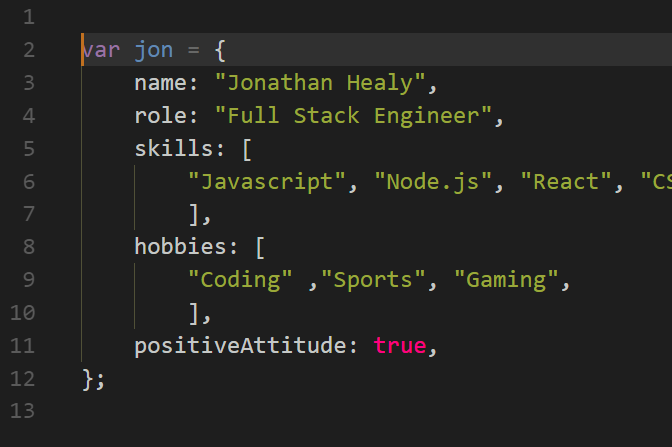 1
2 var jon = {
3 name: "Jonathan Healy",
4 role: "Full Stack Engineer",
5 skills: [
6 "Javascript", "Node.js", "React", "CS
7 ],
8 hobbies: [
9 "Coding" ,"Sports", "Gaming",
10 ],
11 positiveAttitude: true,
12 };
13